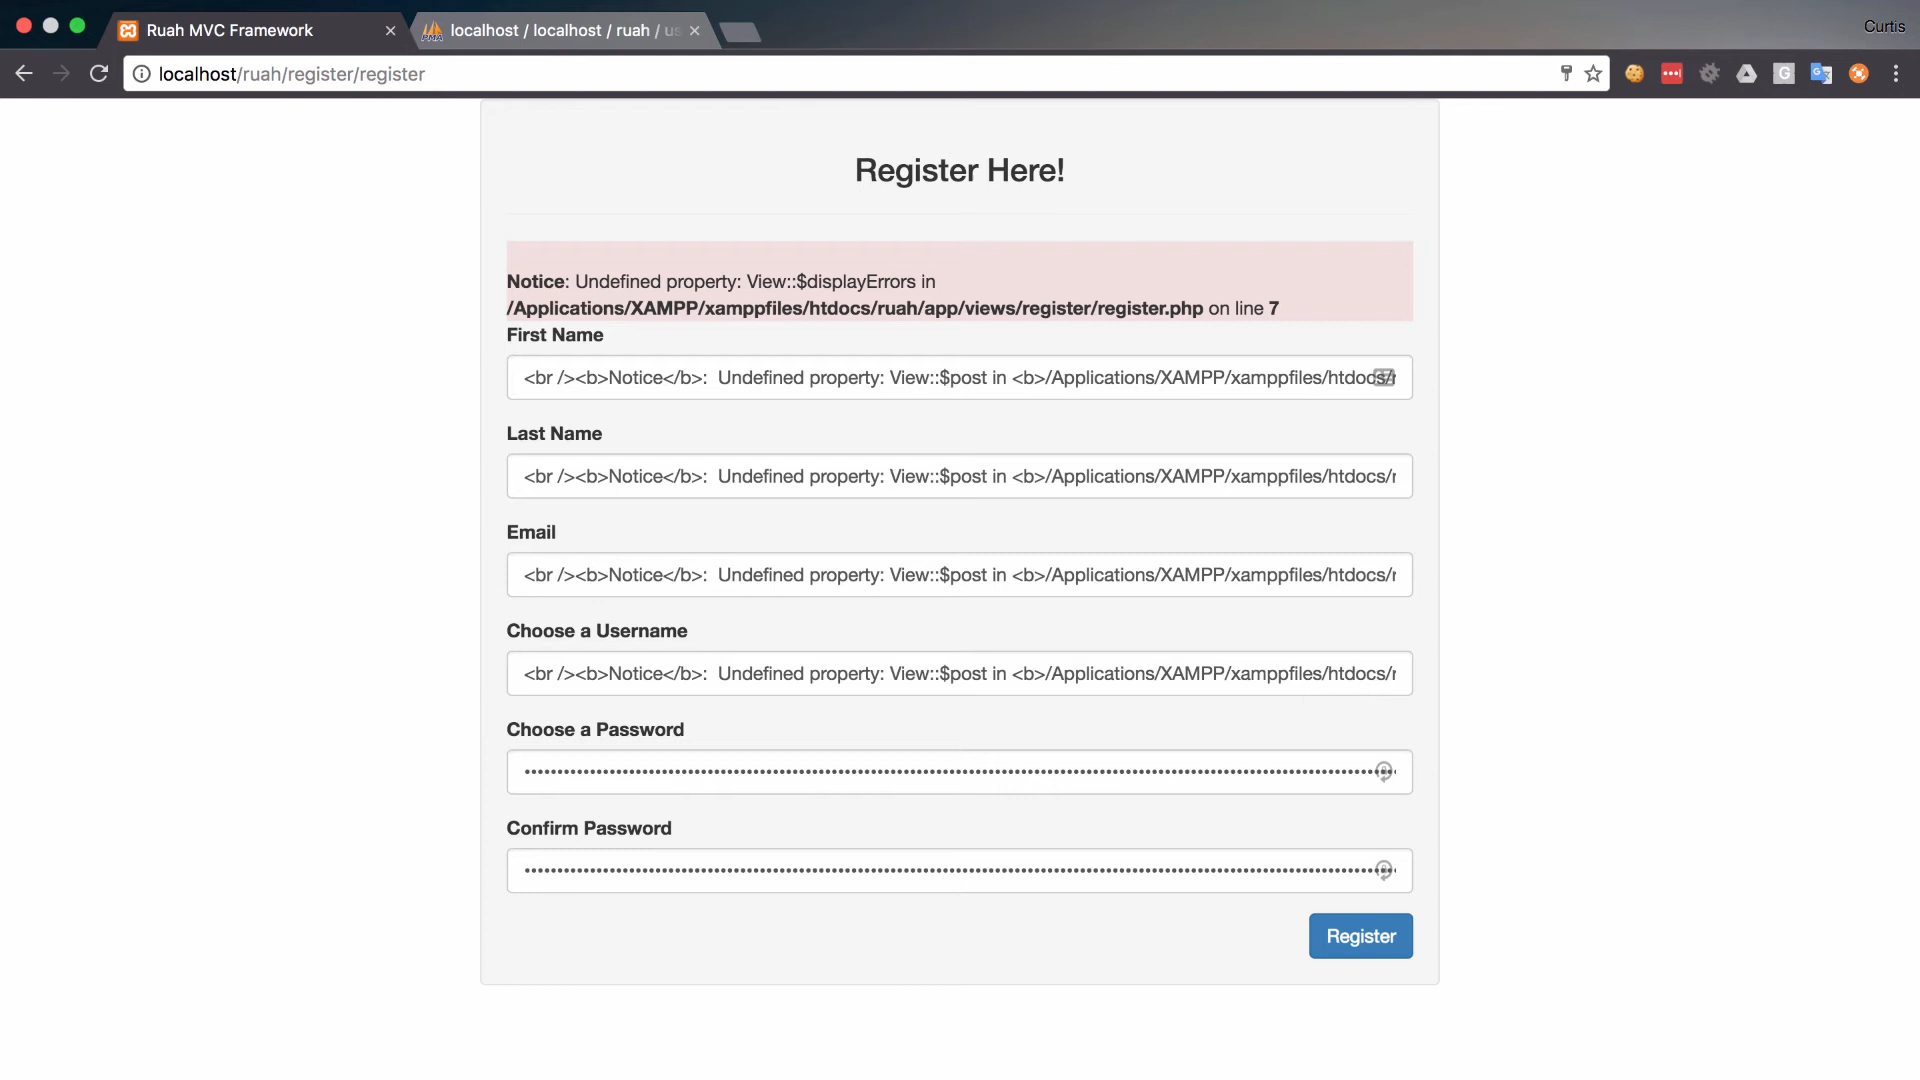 Curtis
Ruah MVC Framework
localhost / localhost / ruah / us
localhost/ruah/register/register
Register Here!
Notice: Undefined property: View::$displayErrors in
/Applications/XAMPP/xamppfiles/htdocs/ruah/app/views/register/register.php on line 7
First Name
<br /><b>Notice</b>:  Undefined property: View::$post in <b>/Applications/XAMPP/xamppfiles/htdocs/r
Last Name
<br /><b>Notice</b>:  Undefined property: View::$post in <b>/Applications/XAMPP/xamppfiles/htdocs/r
Email
<br /><b>Notice</b>:  Undefined property: View::$post in <b>/Applications/XAMPP/xamppfiles/htdocs/r
Choose a Username
<br /><b>Notice</b>:  Undefined property: View::$post in <b>/Applications/XAMPP/xamppfiles/htdocs/r
Choose a Password
Confirm Password
Register